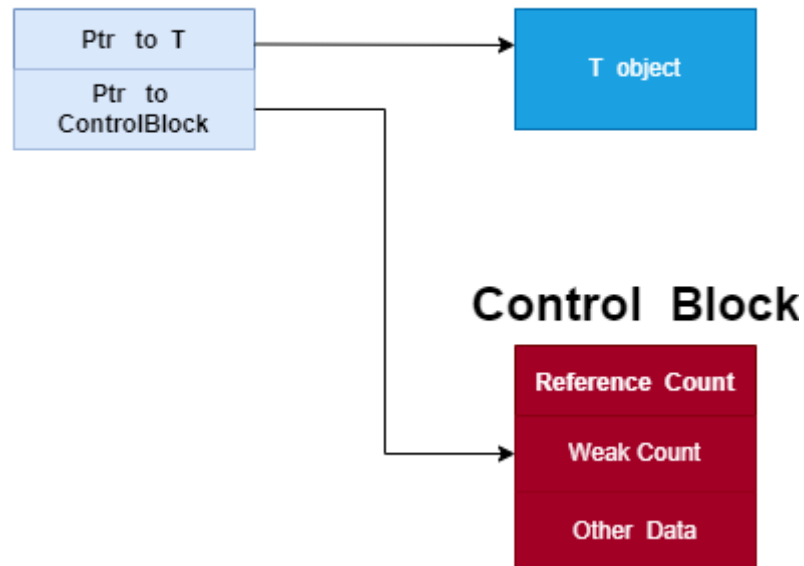 Ptr to T
Ptr to
ControlBlock
T object
Control Block
Reference Count
Weak Count
Other Data